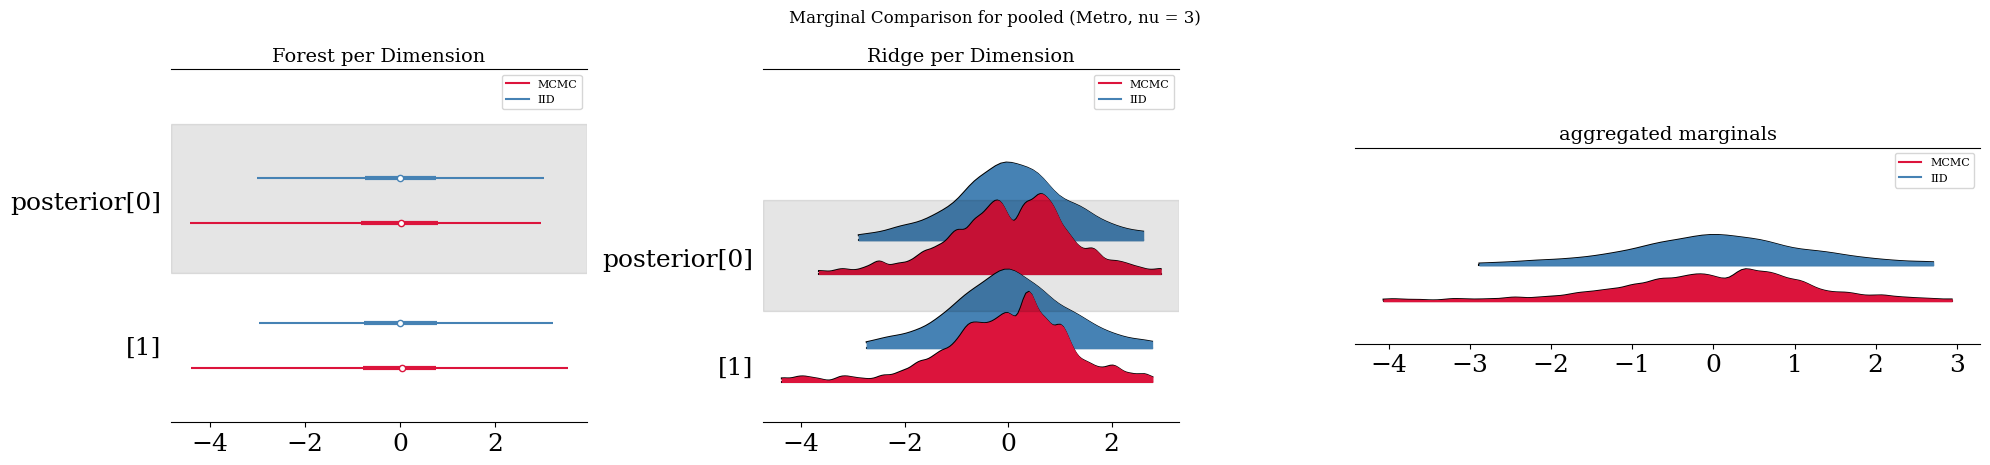 Marginal Comparison for pooled (Metro, nu = 3)
Forest per Dimension
MCMC
IID
posterior[0]
[1]
−4 −2 0 2
Ridge per Dimension
MCMC
IID
posterior[0]
[1]
−4 −2 0 2
aggregated marginals
MCMC
IID
−4 −3 −2 −1 0 1 2 3